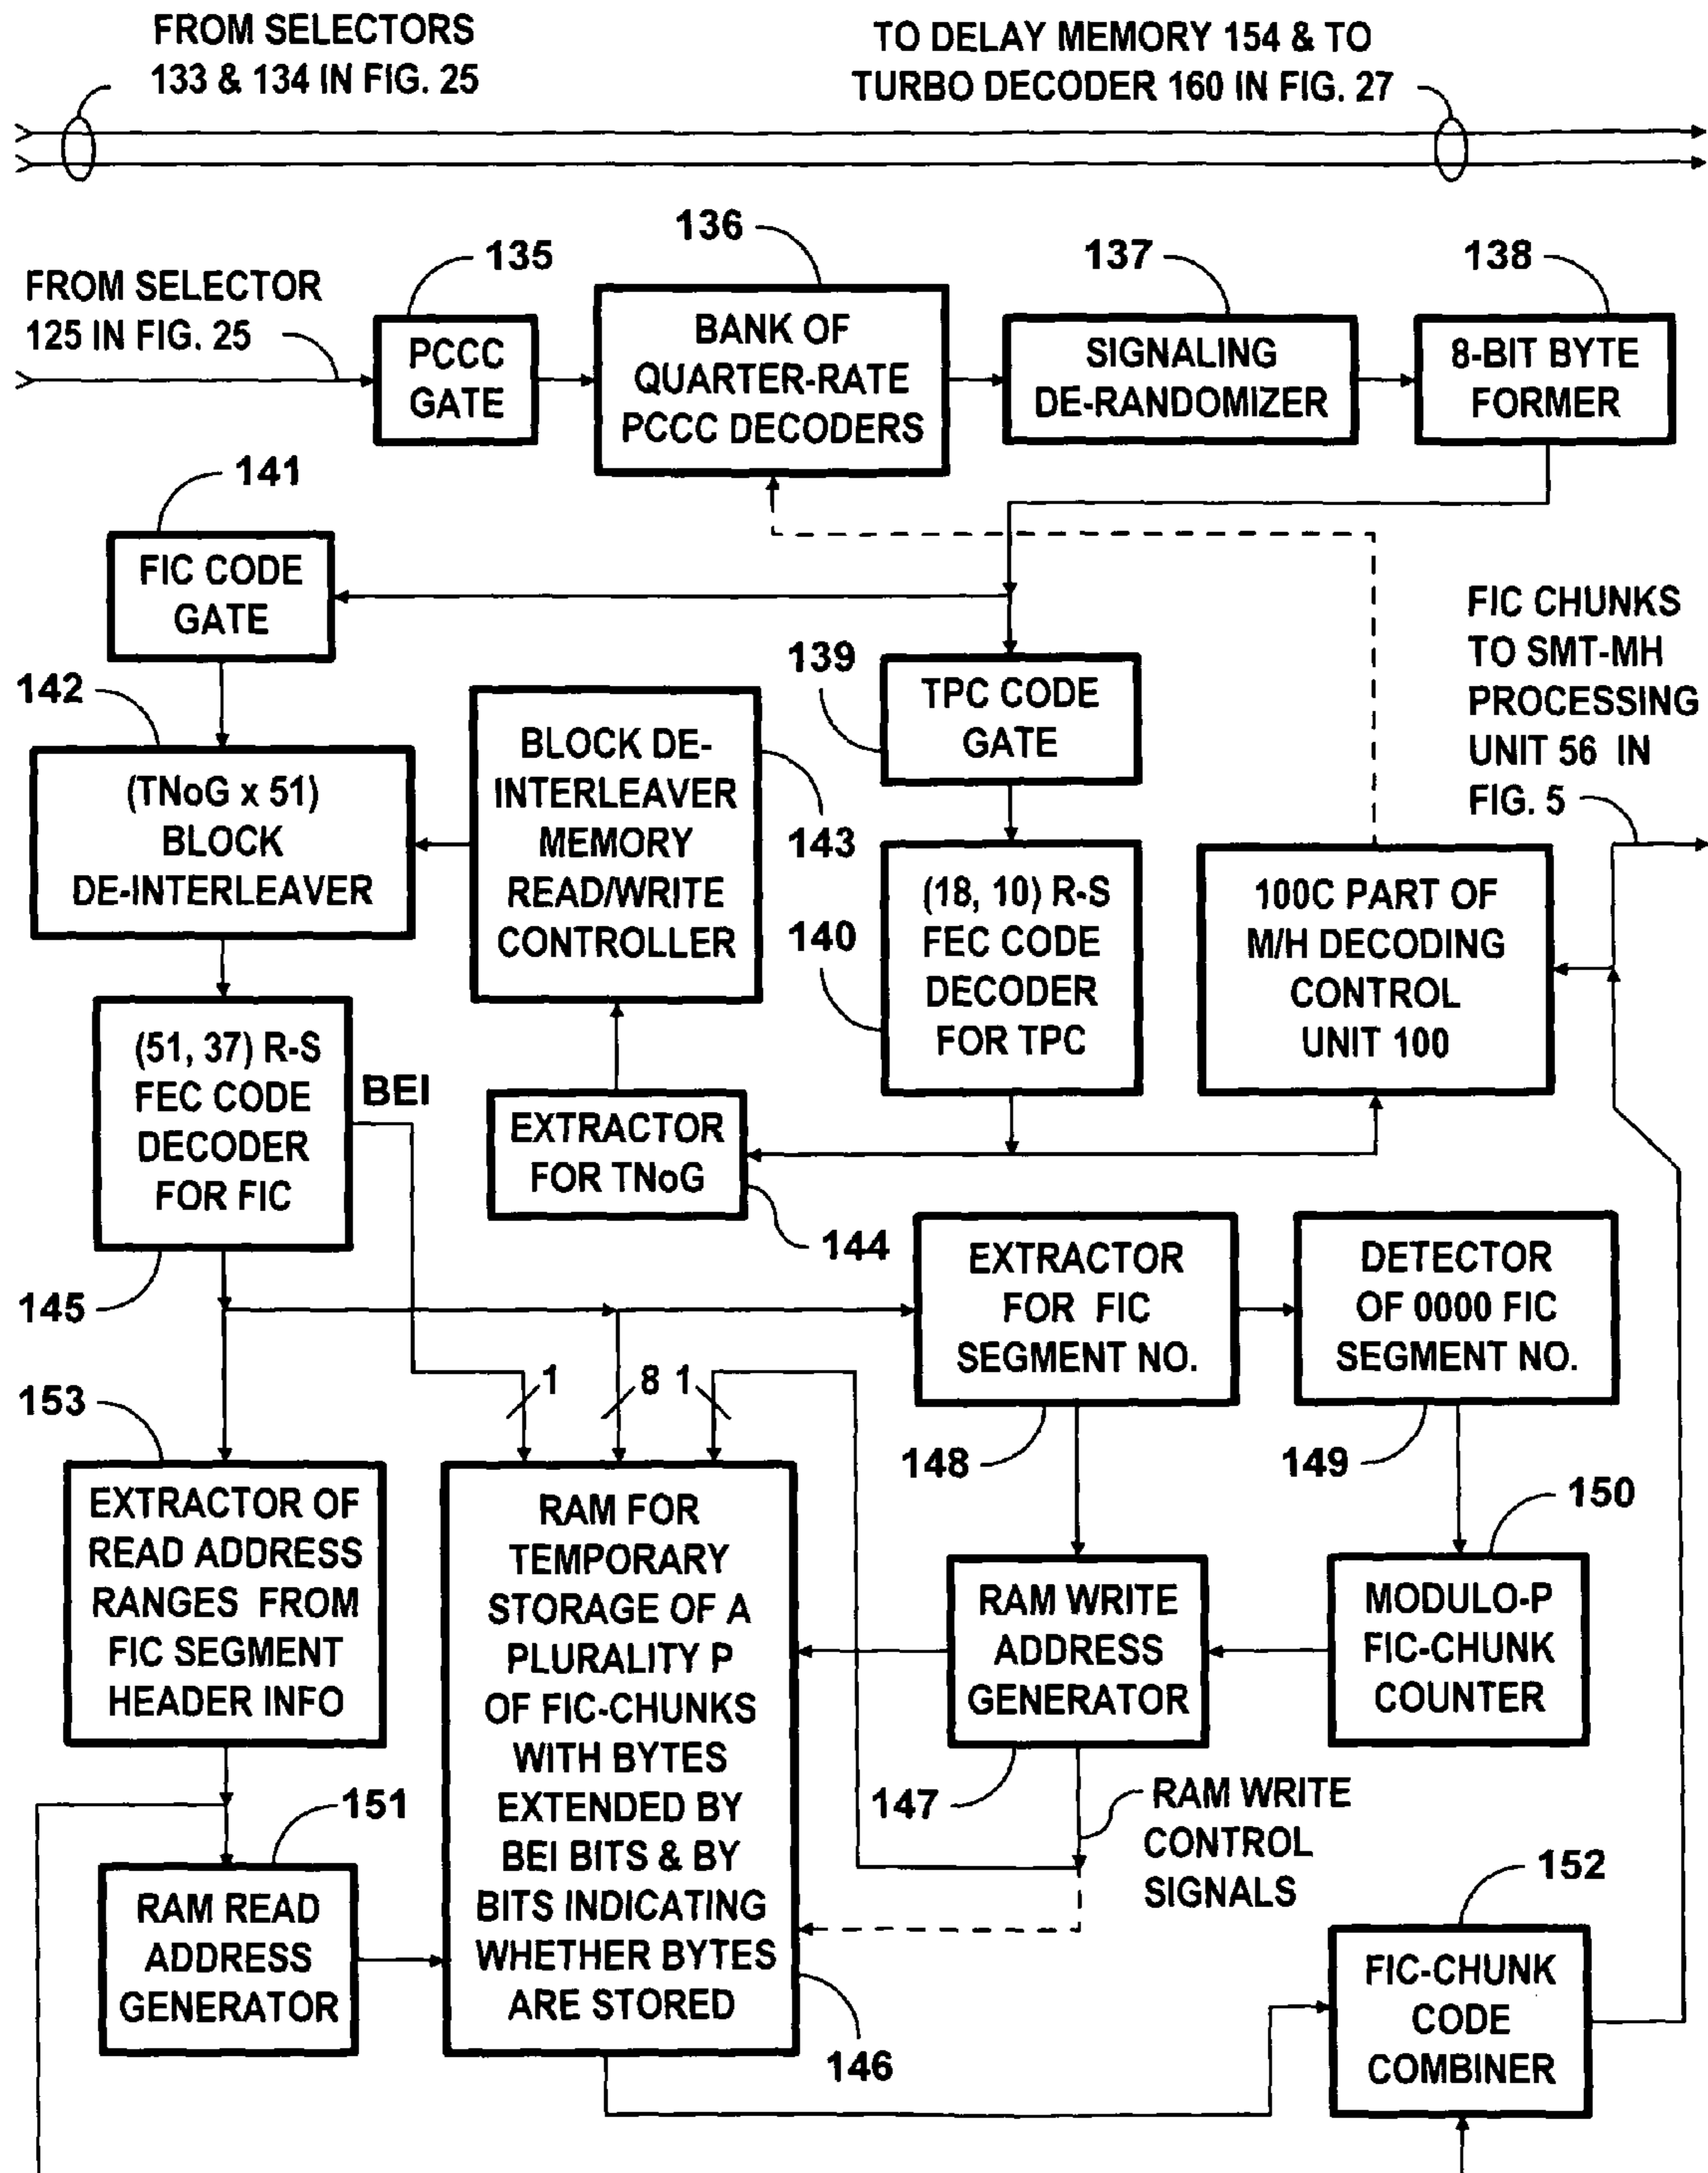 FROM SELECTORS
133 & 134 IN FIG. 25
TO DELAY MEMORY 154 & TO
TURBO DECODER 160 IN FIG. 27
FROM SELECTOR
125 IN FIG. 25
135
PCCC
GATE
136
BANK OF
QUARTER-RATE
PCCC DECODERS
137
SIGNALING
DE-RANDOMIZER
138
8-BIT BYTE
FORMER
141
FIC CODE
GATE
142
(TNoG x 51)
BLOCK
DE-INTERLEAVER
BLOCK DE-
INTERLEAVER
MEMORY
READ/WRITE
CONTROLLER
143
139
TPC CODE
GATE
140
(18, 10) R-S
FEC CODE
DECODER
FOR TPC
FIC CHUNKS
TO SMT-MH
PROCESSING
UNIT 56 IN
FIG. 5
100C PART OF
M/H DECODING
CONTROL
UNIT 100
(51, 37) R-S
FEC CODE
DECODER
FOR FIC
BEI
145
EXTRACTOR
FOR TNoG
144
EXTRACTOR
FOR FIC
SEGMENT NO.
148
DETECTOR
OF 0000 FIC
SEGMENT NO.
149
1
8
1
153
EXTRACTOR OF
READ ADDRESS
RANGES FROM
FIC SEGMENT
HEADER INFO
RAM FOR
TEMPORARY
STORAGE OF A
PLURALITY P
OF FIC-CHUNKS
WITH BYTES
EXTENDED BY
BEI BITS & BY
BITS INDICATING
WHETHER BYTES
ARE STORED
146
RAM WRITE
ADDRESS
GENERATOR
147
150
MODULO-P
FIC-CHUNK
COUNTER
RAM WRITE
CONTROL
SIGNALS
151
RAM READ
ADDRESS
GENERATOR
152
FIC-CHUNK
CODE
COMBINER